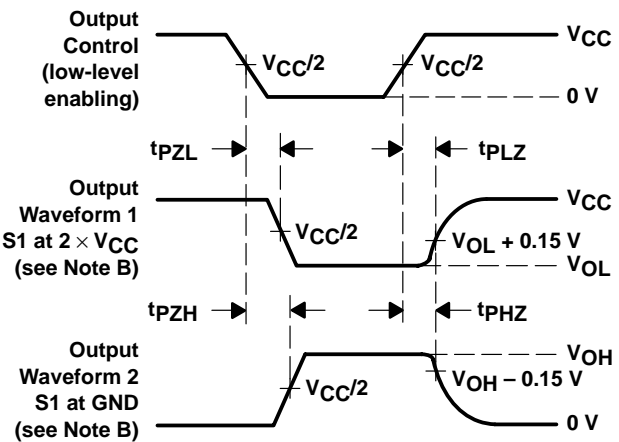 Output
Control
(low-level
enabling)
VCC/2
VCC/2
VCC
0 V
tPZL
tPLZ
Output
Waveform 1
S1 at 2 × VCC
(see Note B)
VCC/2
VCC
VOL + 0.15 V
VOL
tPZH
tPHZ
Output
Waveform 2
S1 at GND
(see Note B)
VCC/2
VOH
VOH – 0.15 V
0 V